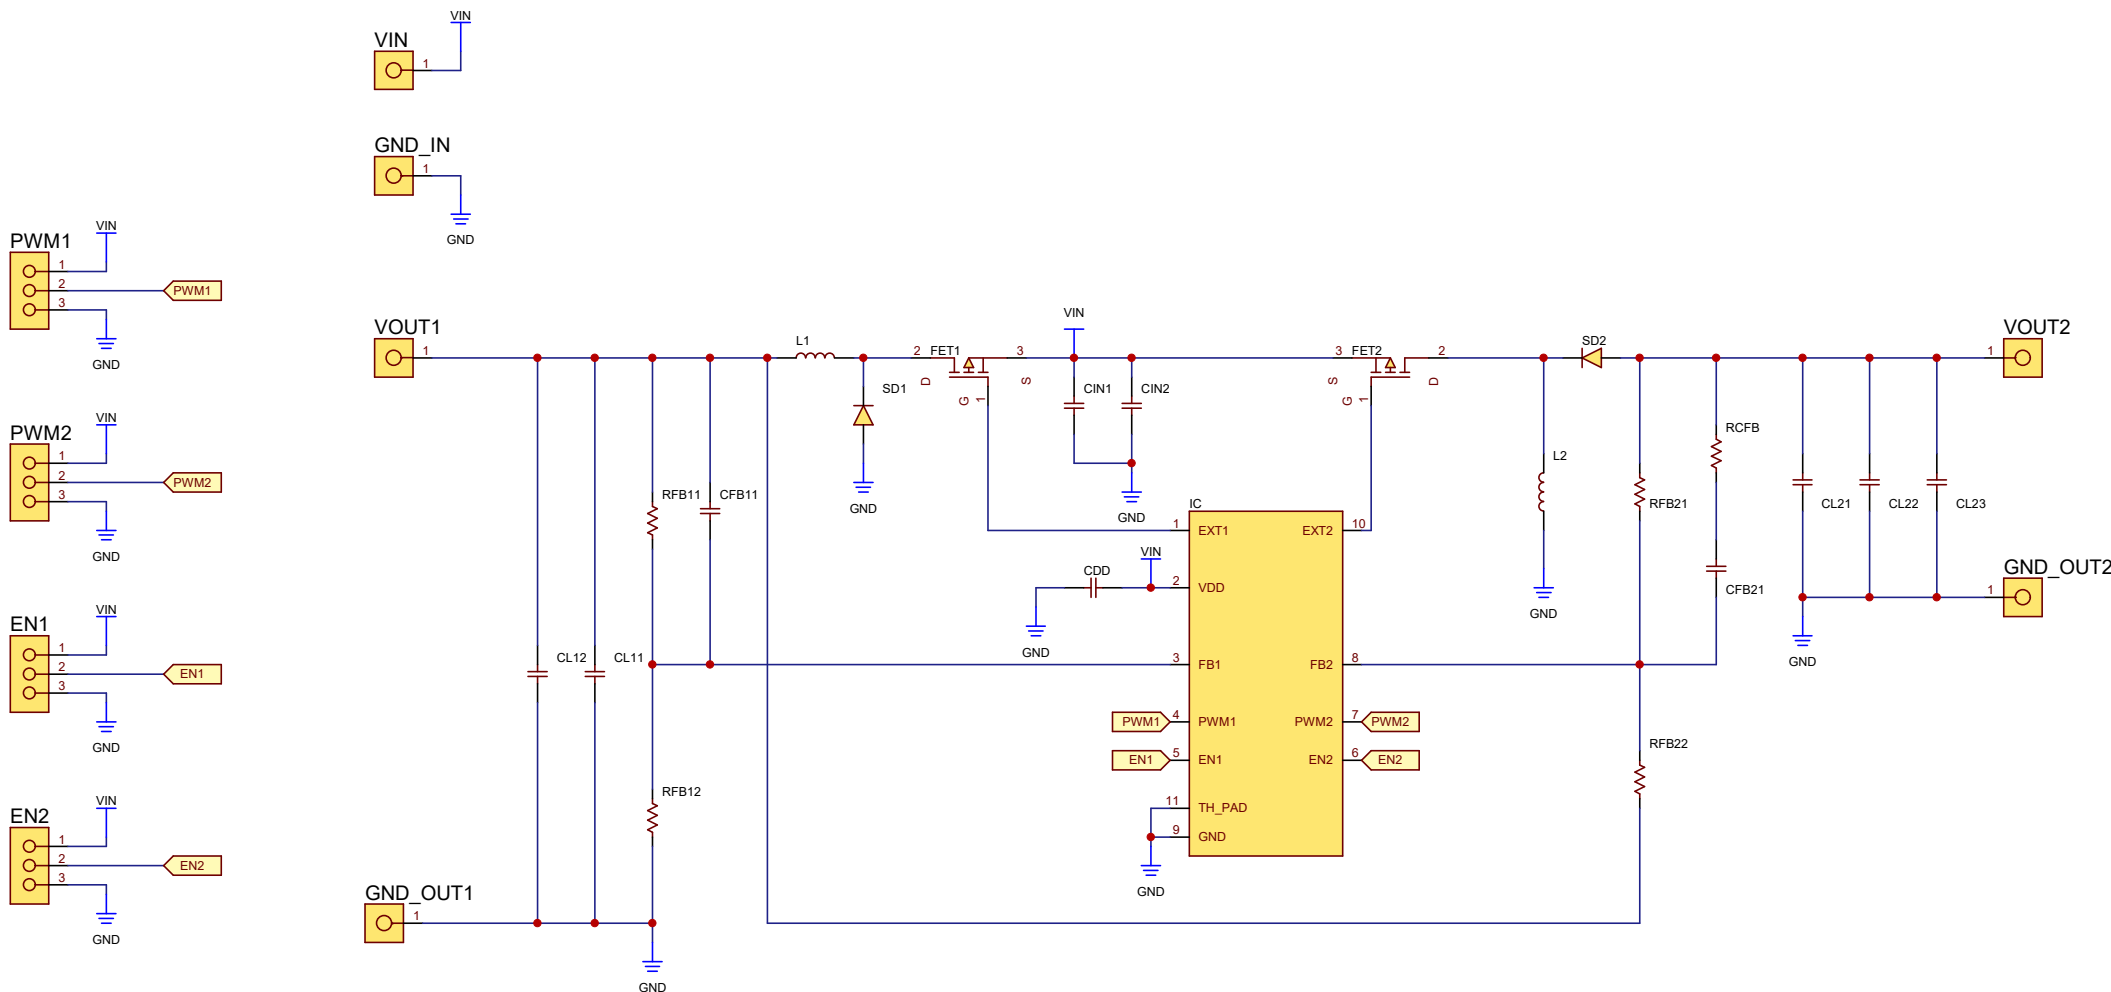 VIN
VIN
1
GND_IN
1
GND
PWM1
VIN
1
2
3
PWM1
GND
PWM2
VIN
1
2
3
PWM2
GND
EN1
VIN
1
2
3
EN1
GND
EN2
VIN
1
2
3
EN2
GND
VOUT1
1
L1
SD1
GND
2
FET1
3
D
G
1
S
VIN
CIN1
CIN2
GND
3
FET2
2
S
G
1
D
SD2
VOUT2
1
L2
GND
RFB21
RCFB
CFB21
CL21
CL22
CL23
GND_OUT2
1
GND
RFB11
CFB11
CL12
CL11
RFB12
GND_OUT1
1
GND
IC
1
EXT1
EXT2
10
VIN
CDD
2
VDD
GND
3
FB1
FB2
8
PWM1
4
PWM1
PWM2
7
PWM2
EN1
5
EN1
EN2
6
EN2
11
TH_PAD
9
GND
GND
RFB22